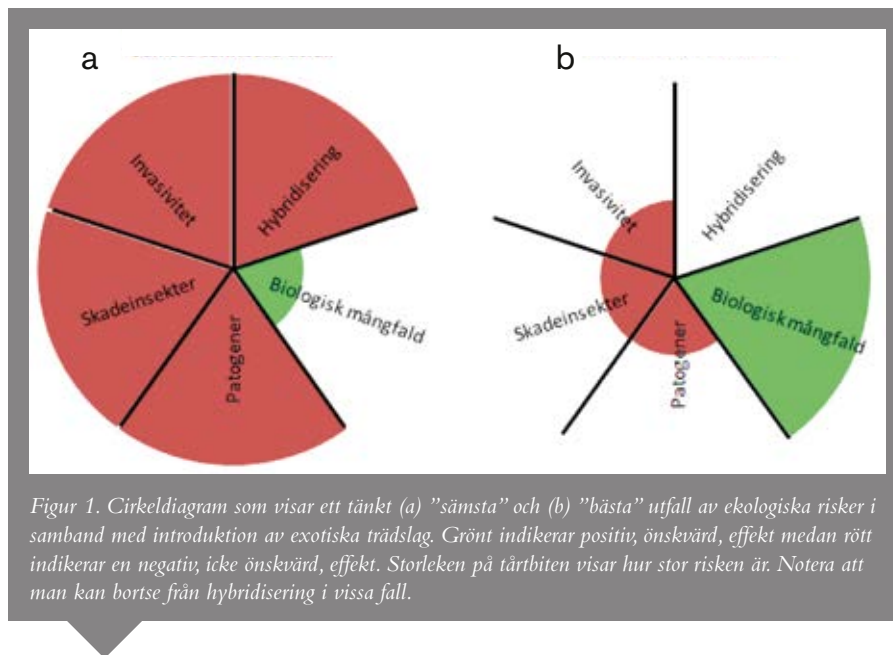 a
b
Invasivitet
Hybridisering
Skadeinsekter
Biologisk mångfald
Patogener
Invasivitet
Hybridisering
Skadeinsekter
Biologisk mångfald
Patogener
Figur 1. Cirkeldiagram som visar ett tänkt (a) ”sämsta” och (b) ”bästa” utfall av ekologiska risker i
samband med introduktion av exotiska trädslag. Grönt indikerar positiv, önskvärd, effekt medan rött
indikerar en negativ, icke önskvärd, effekt. Storleken på tårtbiten visar hur stor risken är. Notera att
man kan bortse från hybridisering i vissa fall.